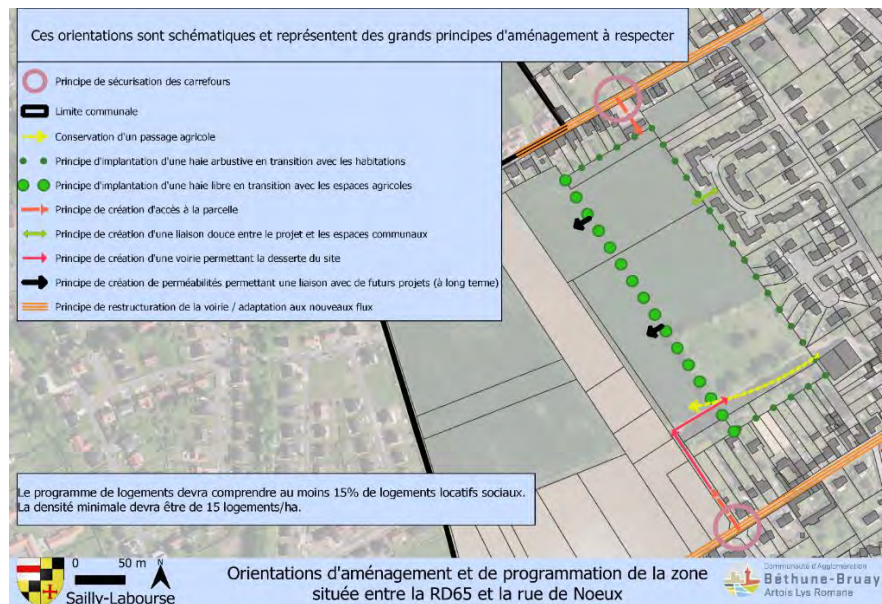 Ces orientations sont schématiques et représentent des grands principes d'aménagement à respecter
Principe de sécurisation des carrefours
Limite communale
Conservation d'un passage agricole
Principe d'implantation d'une haie arbustive en transition avec les habitations
Principe d'implantation d'une haie libre en transition avec les espaces agricoles
Principe de création d'accès à la parcelle
Principe de création d'une liaison douce entre le projet et les espaces communaux
Principe de création d'une voirie permettant la desserte du site
Principe de création de perméabilités permettant une liaison avec de futurs projets (à long terme)
Principe de restructuration de la voirie / adaptation aux nouveaux flux
Le programme de logements devra comprendre au moins 15% de logements locatifs sociaux.
La densité minimale devra être de 15 logements/ha.
0 50 m N
Sailly-Labourse
Orientations d'aménagement et de programmation de la zone
située entre la RD65 et la rue de Noeux
Communauté d'Agglomération
Béthune-Bruay
Artois Lys Romane